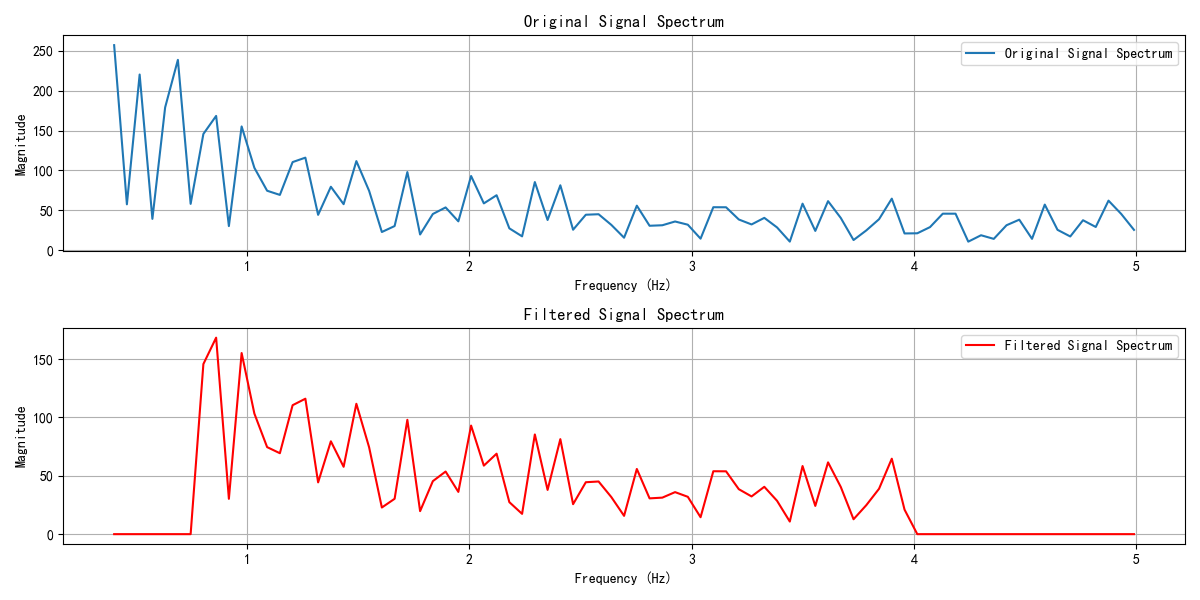 Original Signal Spectrum
Original Signal Spectrum
Magnitude
250
200
150
100
50
0
1
2
3
4
5
Frequency (Hz)
Filtered Signal Spectrum
Filtered Signal Spectrum
Magnitude
150
100
50
0
1
2
3
4
5
Frequency (Hz)